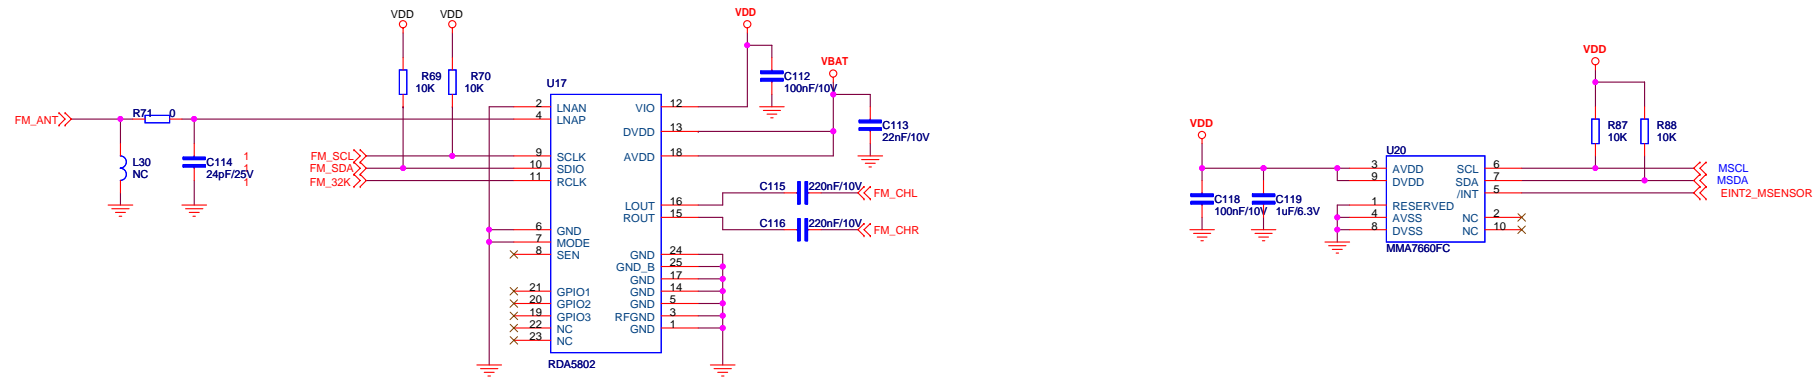 VDD
VDD
VDD
VBAT
R69
10K
R70
10K
U17
C112
100nF/10V
C113
22nF/10V
FM_ANT
R71
0
L30
NC
C114
24pF/25V
1
1
FM_SCL
FM_SDA
FM_32K
2 LNAN
4 LNAP
9 SCLK
10 SDIO
11 RCLK
6 GND
7 MODE
8 SEN
21 GPIO1
20 GPIO2
19 GPIO3
22 NC
23 NC
VIO 12
DVDD 13
AVDD 18
LOUT 16
ROUT 15
GND 24
GND_B 25
GND 17
GND 14
GND 5
RFGND 3
GND 1
RDA5802
C115
220nF/10V
FM_CHL
C116
220nF/10V
FM_CHR
VDD
VDD
R87
10K
R88
10K
C118
100nF/10V
C119
1uF/6.3V
U20
3 AVDD
9 DVDD
1 RESERVED
4 AVSS
8 DVSS
SCL 6
SDA 7
/INT 5
NC 2
NC 10
MMA7660FC
MSCL
MSDA
EINT2_MSENSOR